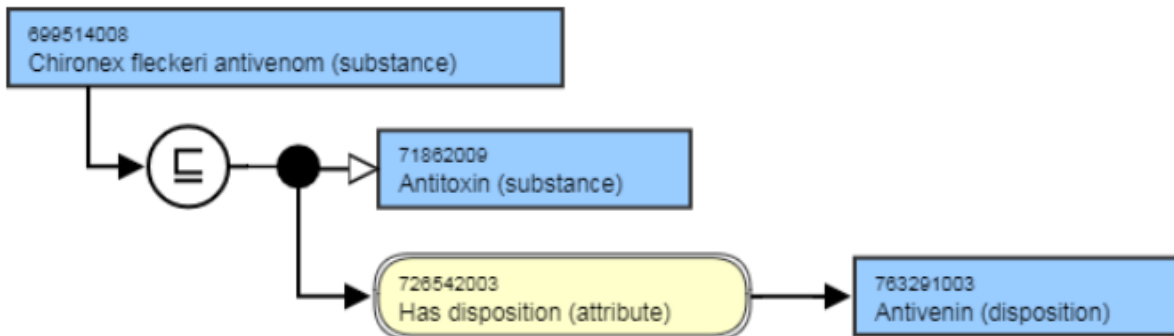 699514008
Chironex fleckeri antivenom (substance)
⊑
71862009
Antitoxin (substance)
726542003
Has disposition (attribute)
763291003
Antivenin (disposition)